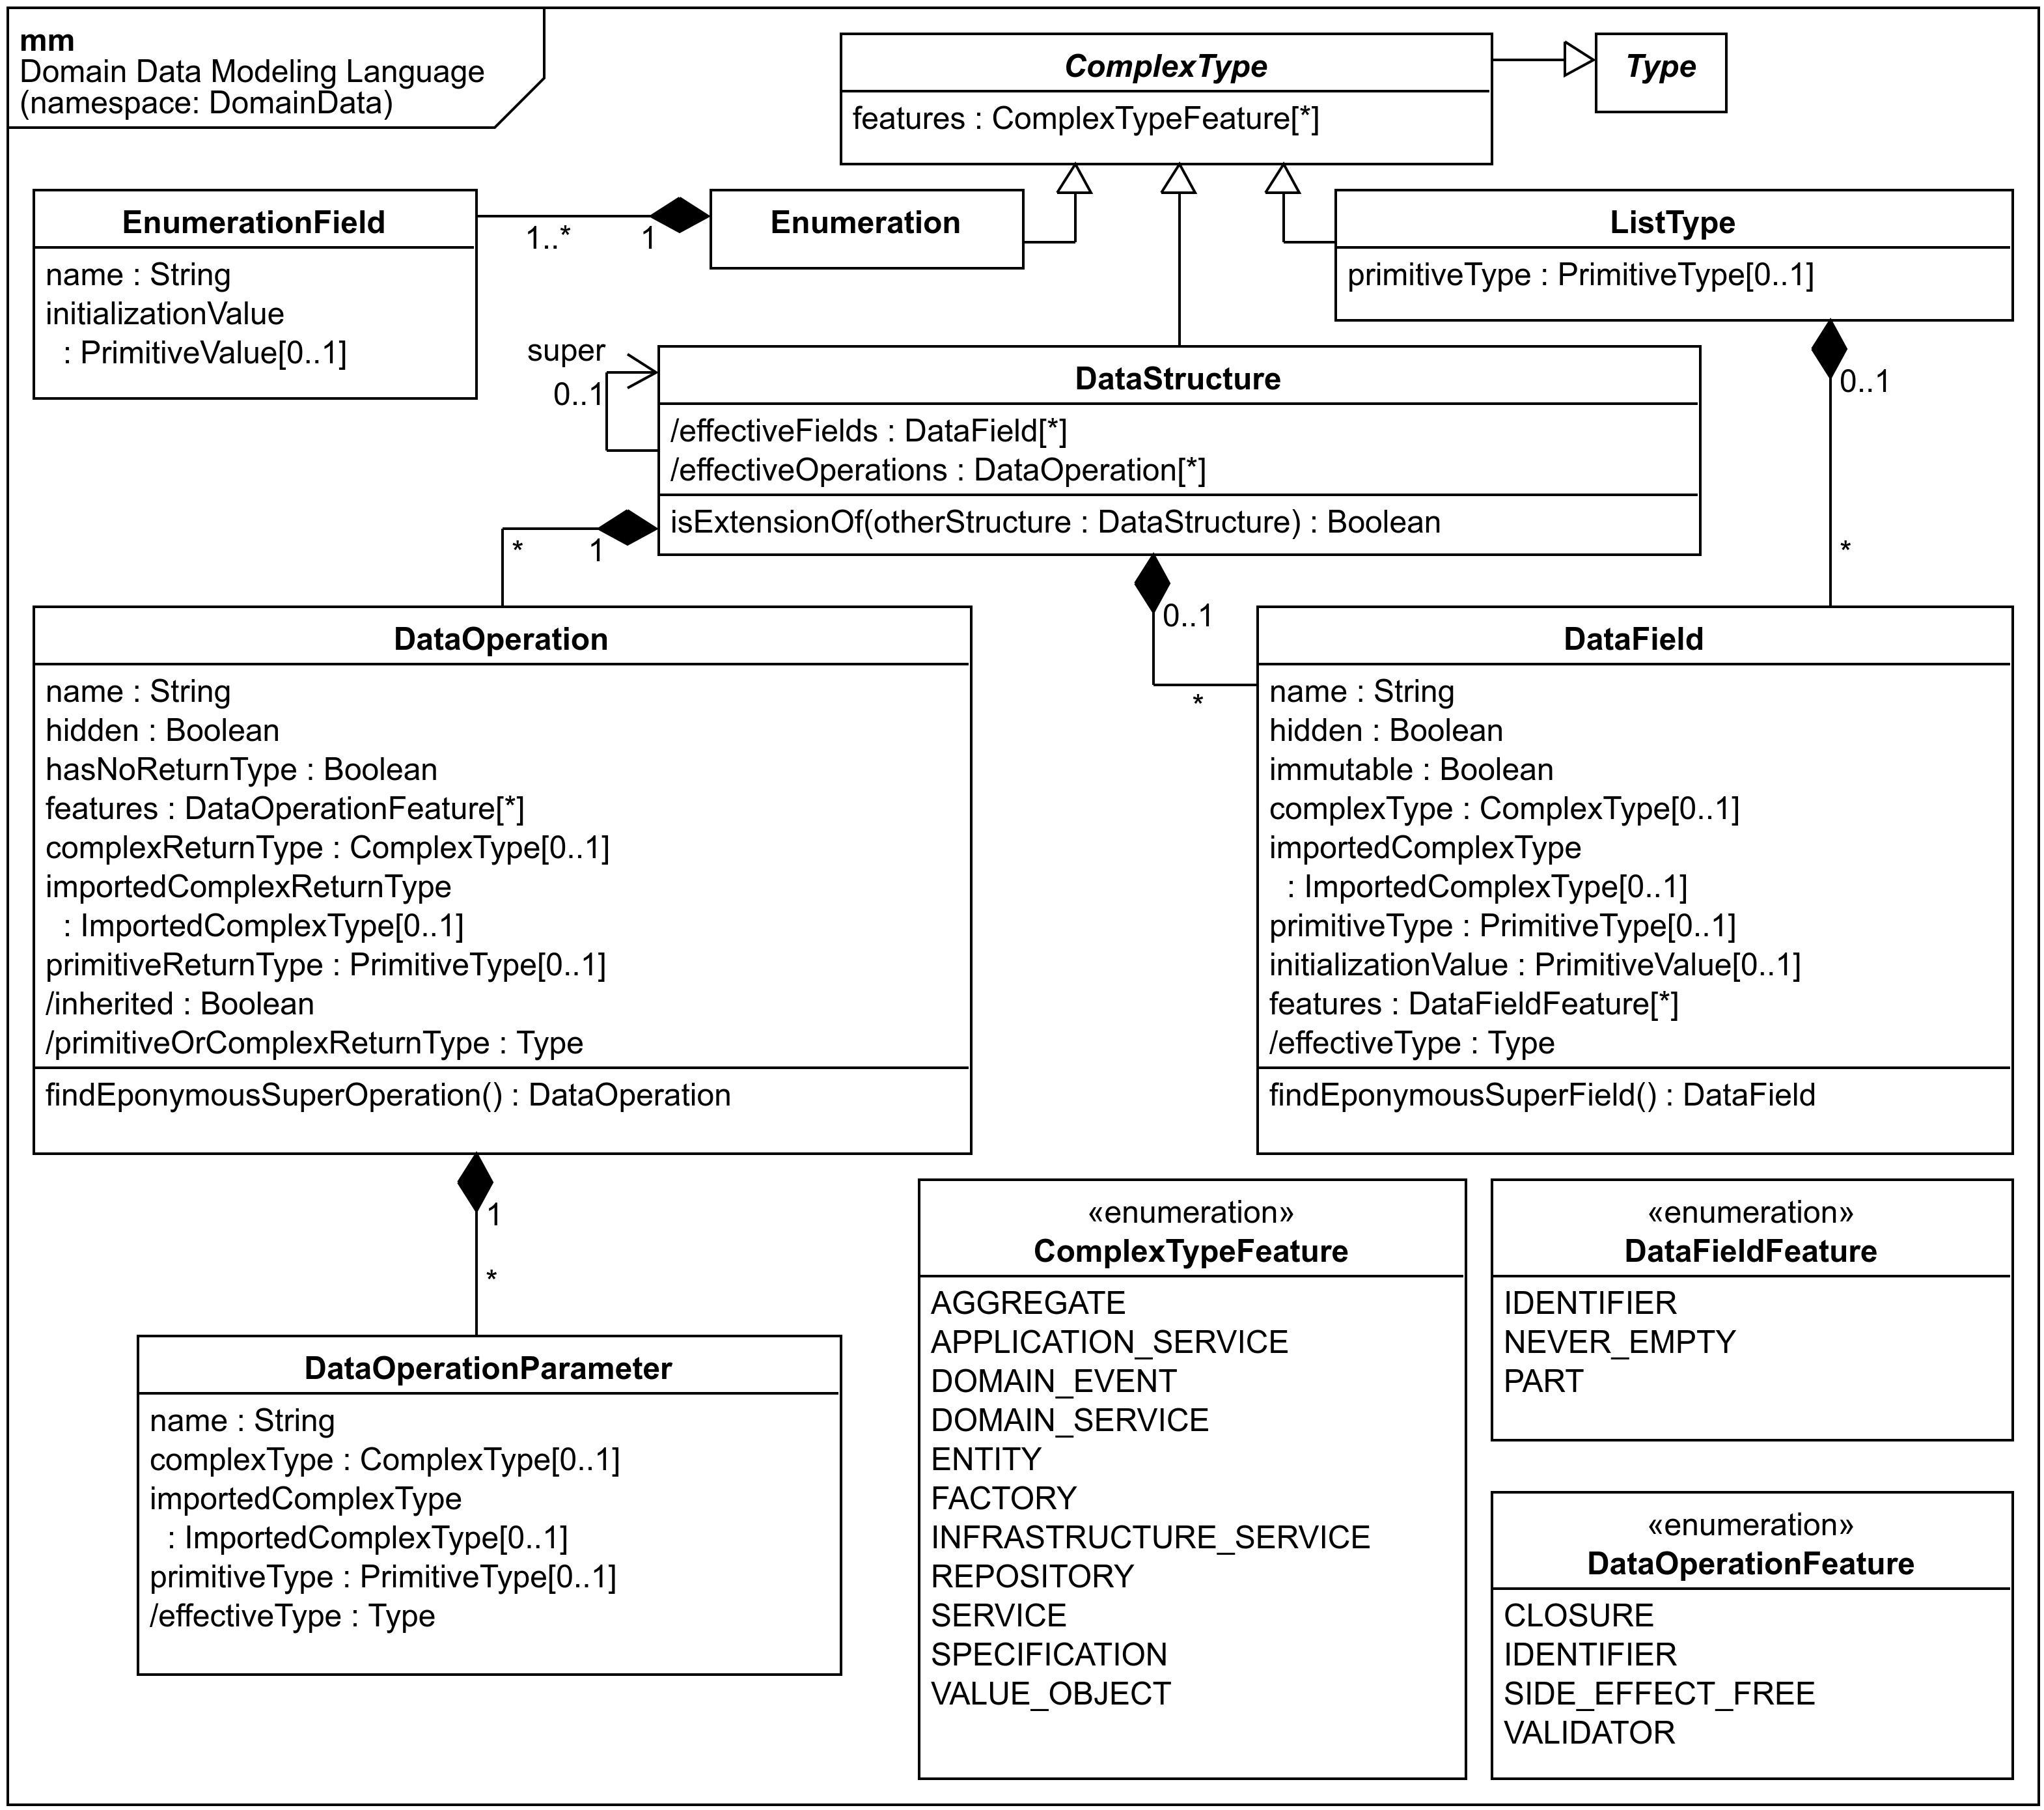 mm
Domain Data Modeling Language
(namespace: DomainData)
ComplexType
features : ComplexTypeFeature[*]
Type
EnumerationField
name : String
initializationValue
: PrimitiveValue[0..1]
1..*
1
Enumeration
ListType
primitiveType : PrimitiveType[0..1]
0..1
*
super
0..1
DataStructure
/effectiveFields : DataField[*]
/effectiveOperations : DataOperation[*]
isExtensionOf(otherStructure : DataStructure) : Boolean
*
1
0..1
*
DataOperation
name : String
hidden : Boolean
hasNoReturnType : Boolean
features : DataOperationFeature[*]
complexReturnType : ComplexType[0..1]
importedComplexReturnType
: ImportedComplexType[0..1]
primitiveReturnType : PrimitiveType[0..1]
/inherited : Boolean
/primitiveOrComplexReturnType : Type
findEponymousSuperOperation() : DataOperation
DataField
name : String
hidden : Boolean
immutable : Boolean
complexType : ComplexType[0..1]
importedComplexType
: ImportedComplexType[0..1]
primitiveType : PrimitiveType[0..1]
initializationValue : PrimitiveValue[0..1]
features : DataFieldFeature[*]
/effectiveType : Type
findEponymousSuperField() : DataField
1
*
DataOperationParameter
name : String
complexType : ComplexType[0..1]
importedComplexType
: ImportedComplexType[0..1]
primitiveType : PrimitiveType[0..1]
/effectiveType : Type
«enumeration»
ComplexTypeFeature
AGGREGATE
APPLICATION_SERVICE
DOMAIN_EVENT
DOMAIN_SERVICE
ENTITY
FACTORY
INFRASTRUCTURE_SERVICE
REPOSITORY
SERVICE
SPECIFICATION
VALUE_OBJECT
«enumeration»
DataFieldFeature
IDENTIFIER
NEVER_EMPTY
PART
«enumeration»
DataOperationFeature
CLOSURE
IDENTIFIER
SIDE_EFFECT_FREE
VALIDATOR